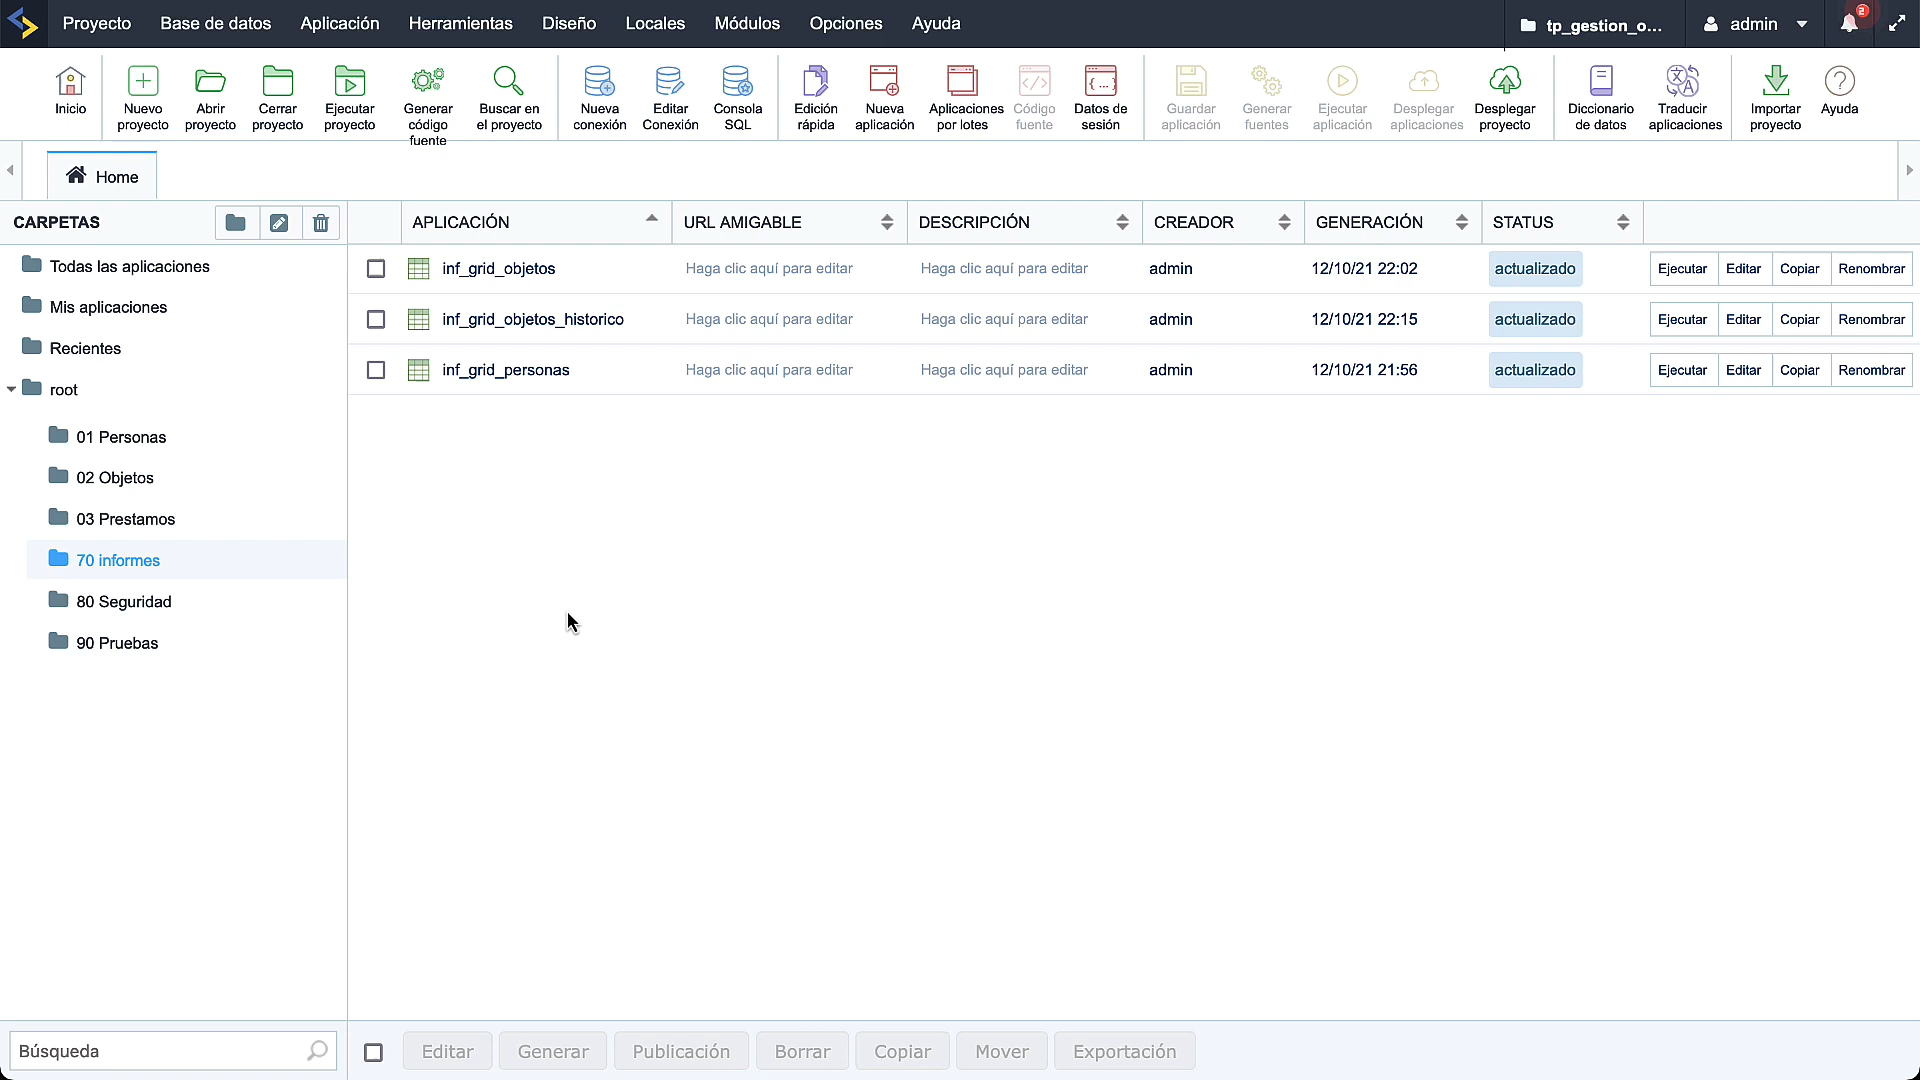 Proyecto Base de datos Aplicación Herramientas Diseño Locales Módulos Opciones Ayuda tp_gestion_o... admin 2
Inicio
Nuevo proyecto
Abrir proyecto
Cerrar proyecto
Ejecutar proyecto
Generar código fuente
Buscar en el proyecto
Nueva conexión
Editar Conexión
Consola SQL
Edición rápida
Nueva aplicación
Aplicaciones por lotes
Código fuente
Datos de sesión
Guardar aplicación
Generar fuentes
Ejecutar aplicación
Desplegar aplicaciones
Desplegar proyecto
Diccionario de datos
Traducir aplicaciones
Importar proyecto
Ayuda
Home
CARPETAS
Todas las aplicaciones
Mis aplicaciones
Recientes
root
01 Personas
02 Objetos
03 Prestamos
70 informes
80 Seguridad
90 Pruebas
Búsqueda
APLICACIÓN URL AMIGABLE DESCRIPCIÓN CREADOR GENERACIÓN STATUS
inf_grid_objetos Haga clic aquí para editar Haga clic aquí para editar admin 12/10/21 22:02 actualizado Ejecutar Editar Copiar Renombrar
inf_grid_objetos_historico Haga clic aquí para editar Haga clic aquí para editar admin 12/10/21 22:15 actualizado Ejecutar Editar Copiar Renombrar
inf_grid_personas Haga clic aquí para editar Haga clic aquí para editar admin 12/10/21 21:56 actualizado Ejecutar Editar Copiar Renombrar
Editar Generar Publicación Borrar Copiar Mover Exportación